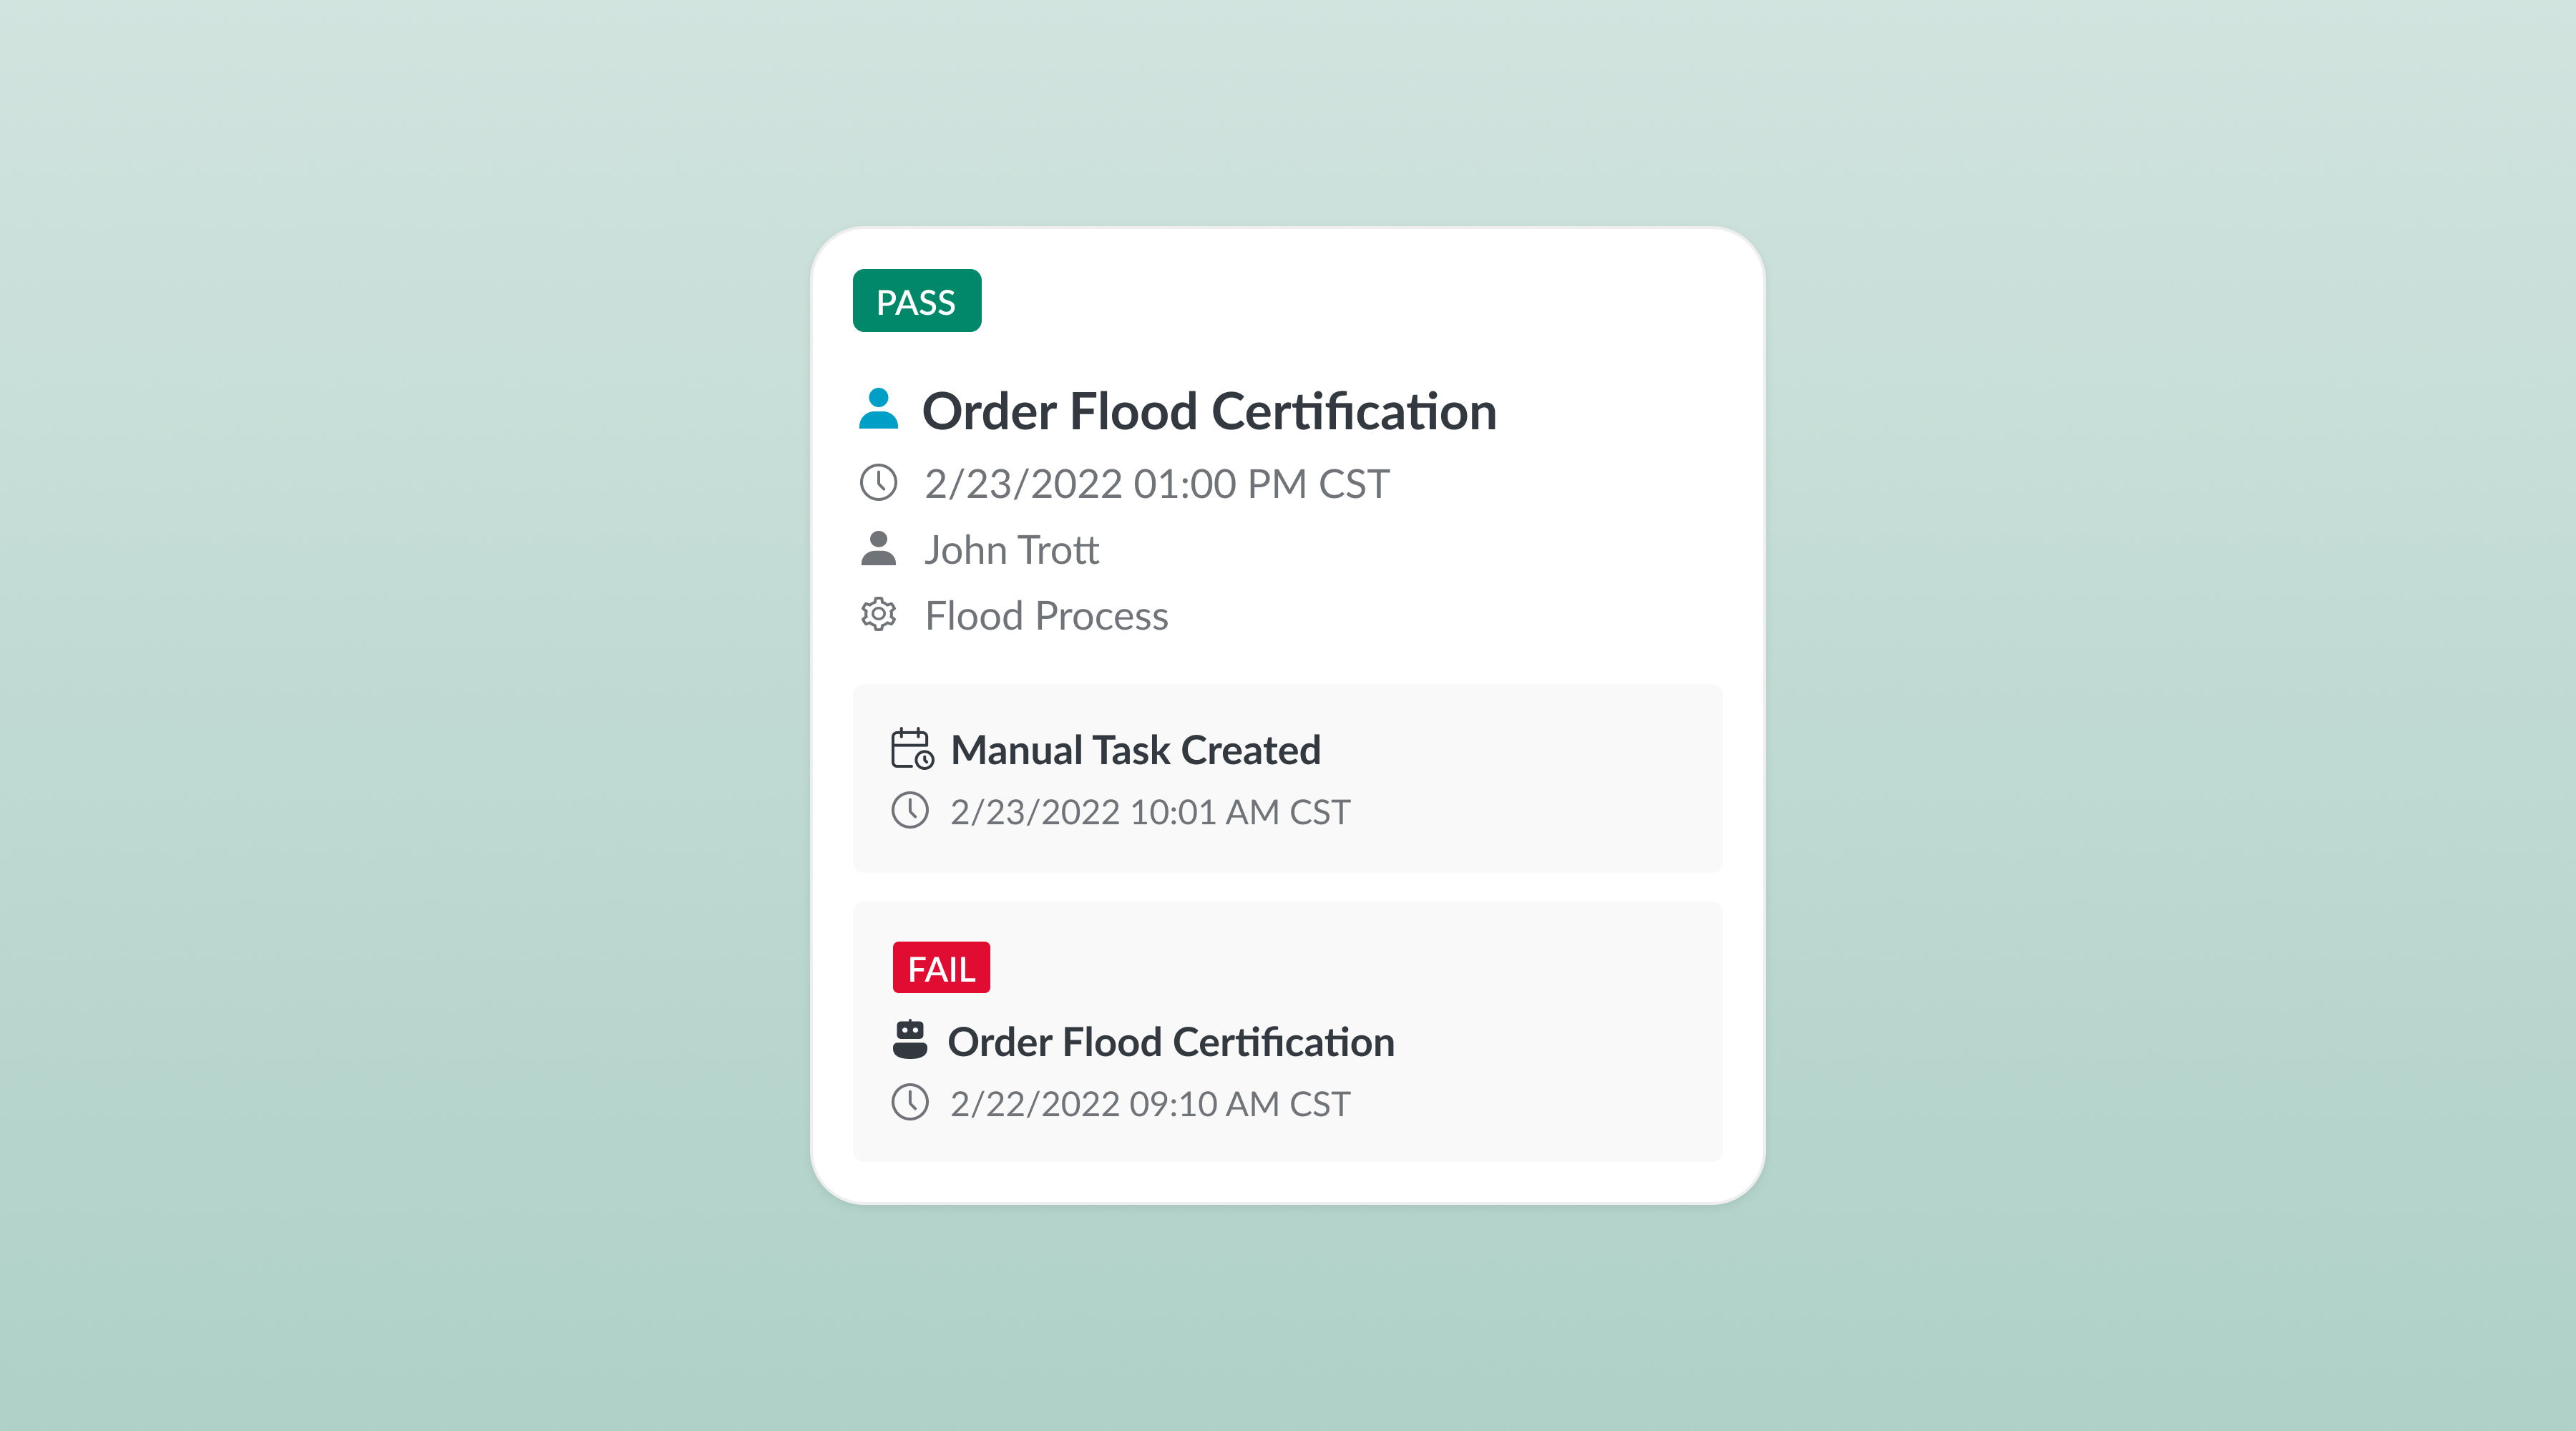 PASS
Order Flood Certification
2/23/2022 01:00 PM CST
John Trott
Flood Process
Manual Task Created
2/23/2022 10:01 AM CST
FAIL
Order Flood Certification
2/22/2022 09:10 AM CST